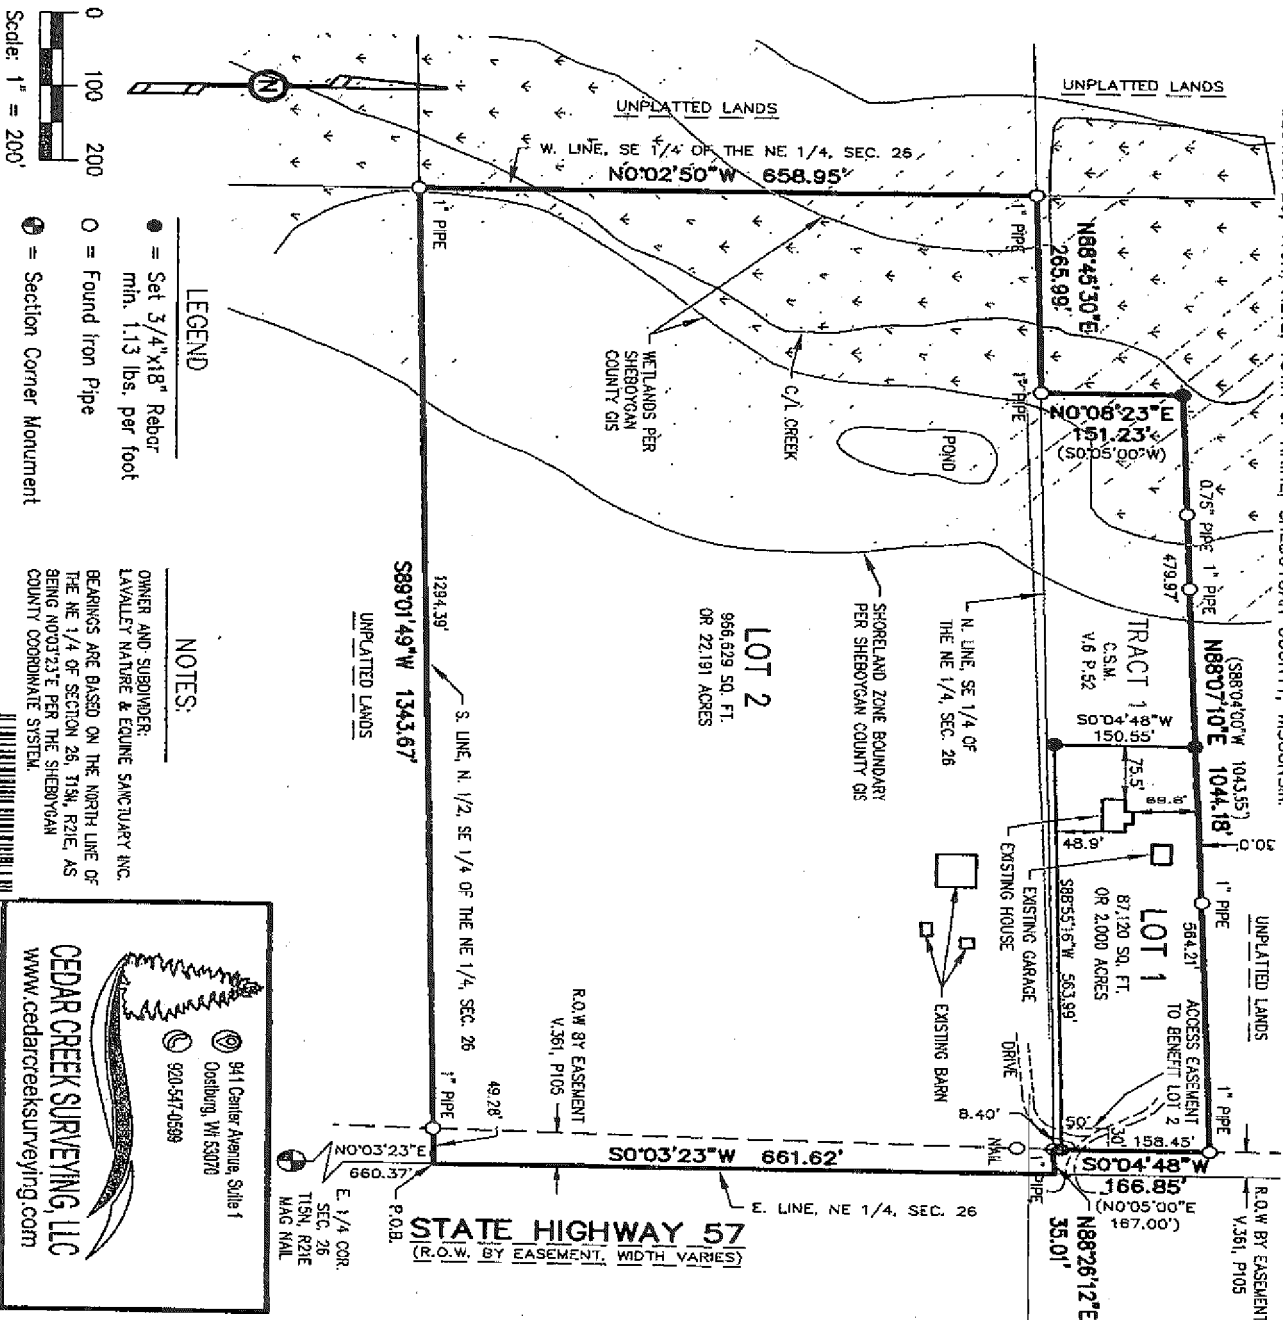 UNPLATTED LANDS
UNPLATTED LANDS
W. LINE, SE 1/4 OF THE NE 1/4, SEC. 26
N0°02'50"W 658.95'
1" PIPE
1" PIPE
N88°45'30"E
265.99'
1" PIPE
N0°08'23"E
151.23'
(S0°05'00"W)
0.75" PIPE
1" PIPE
479.97'
(S88°04'00"W 1043.55')
N88°07'10"E 1044.18'
30.0'
1" PIPE
564.21'
1" PIPE
UNPLATTED LANDS
R.O.W BY EASEMENT
V.361, P105
WETLANDS PER
SHEBOYGAN
COUNTY GIS
C/L CREEK
POND
SHORELAND ZONE BOUNDARY
PER SHEBOYGAN COUNTY GIS
N. LINE, SE 1/4 OF
THE NE 1/4, SEC. 26
TRACT 1
C.S.M.
V.6 P.52
S0°04'48"W
150.55'
75.5'
69.6'
48.9'
EXISTING HOUSE
EXISTING GARAGE
LOT 1
87,120 SQ. FT.
OR 2.000 ACRES
S88°55'16"W 563.99'
ACCESS EASEMENT
TO BENEFIT LOT 2
DRIVE
EXISTING BARN
8.40'
50'
30'
158.45'
NAIL
1" PIPE
S0°04'48"W
166.85'
(N0°05'00"E
167.00')
N88°26'12"E
35.01'
LOT 2
966,629 SQ. FT.
OR 22.191 ACRES
R.O.W BY EASEMENT
V.361, P105
S. LINE, N. 1/2, SE 1/4 OF THE NE 1/4, SEC. 26
1294.39'
S89°01'49"W 1343.67'
UNPLATTED LANDS
1" PIPE
49.28'
S0°03'23"W 661.62'
E. LINE, NE 1/4, SEC. 26
STATE HIGHWAY 57
(R.O.W. BY EASEMENT, WIDTH VARIES)
P.O.B.
N0°03'23"E
660.37'
E. 1/4 COR.
SEC. 26
T15N, R21E
MAG NAIL
N
0 100 200
Scale: 1" = 200'
LEGEND
= Set 3/4"x18" Rebar
min. 1.13 lbs. per foot
= Found Iron Pipe
= Section Corner Monument
NOTES:
OWNER AND SUBDIVIDER:
LAVALLEY NATURE & EQUINE SANCTUARY INC.
BEARINGS ARE BASED ON THE NORTH LINE OF
THE NE 1/4 OF SECTION 26, T15N, R21E, AS
BEING N0°03'23"E PER THE SHEBOYGAN
COUNTY COORDINATE SYSTEM.
941 Center Avenue, Suite 1
Oostburg, WI 53070
920-547-0599
CEDAR CREEK SURVEYING, LLC
www.cedarcreeksurveying.com